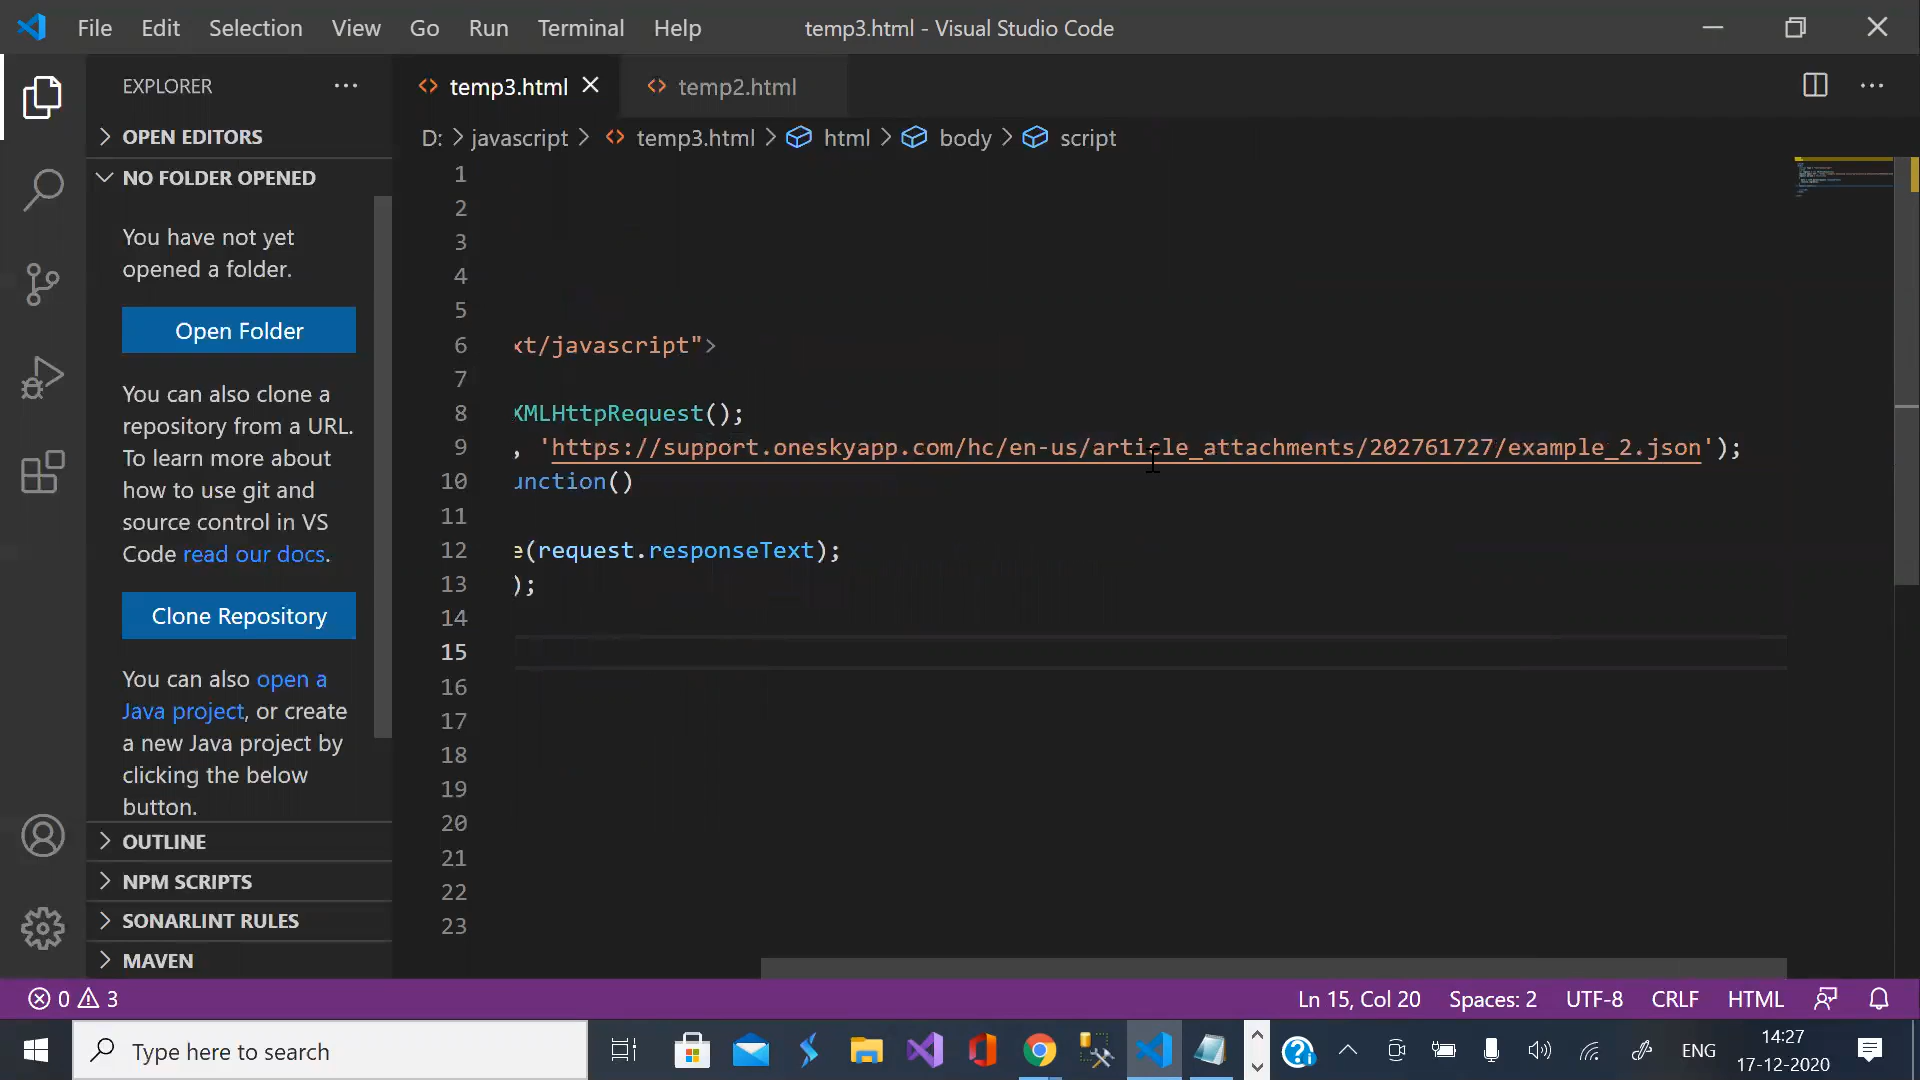 File Edit Selection View Go Run Terminal Help temp3.html - Visual Studio Code
EXPLORER
temp3.html
temp2.html
OPEN EDITORS
D: > javascript > temp3.html > html > body > script
NO FOLDER OPENED
You have not yet
opened a folder.
Open Folder
You can also clone a
repository from a URL.
To learn more about
how to use git and
source control in VS
Code read our docs.
Clone Repository
You can also open a
Java project, or create
a new Java project by
clicking the below
button.
OUTLINE
NPM SCRIPTS
SONARLINT RULES
MAVEN
1
2
3
4
5
6 xt/javascript">
7
8 XMLHttpRequest();
9 , 'https://support.oneskyapp.com/hc/en-us/article_attachments/202761727/example_2.json');
10 unction()
11
12 e(request.responseText);
13 );
14
15
16
17
18
19
20
21
22
23
0 3 Ln 15, Col 20 Spaces: 2 UTF-8 CRLF HTML
Type here to search
ENG
14:27
17-12-2020